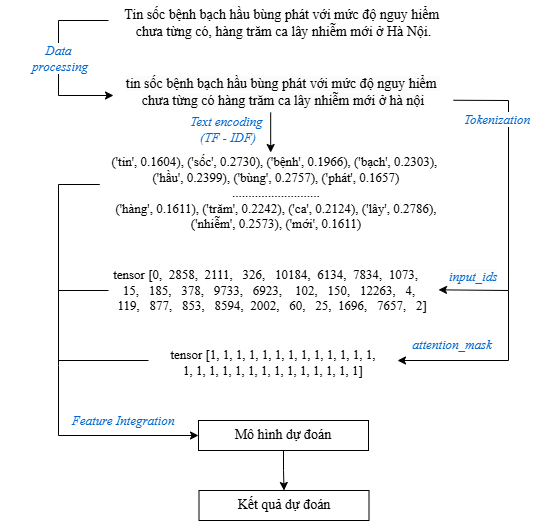 Tin sốc bệnh bạch hầu bùng phát với mức độ nguy hiểm
chưa từng có, hàng trăm ca lây nhiễm mới ở Hà Nội.
Data
processing
tin sốc bệnh bạch hầu bùng phát với mức độ nguy hiểm
chưa từng có hàng trăm ca lây nhiễm mới ở hà nội
Text encoding
(TF - IDF)
Tokenization
('tin', 0.1604), ('sốc', 0.2730), ('bệnh', 0.1966), ('bạch', 0.2303),
('hầu', 0.2399), ('bùng', 0.2757), ('phát', 0.1657)
............................
('hàng', 0.1611), ('trăm', 0.2242), ('ca', 0.2124), ('lây', 0.2786),
('nhiễm', 0.2573), ('mới', 0.1611)
tensor [0, 2858, 2111, 326, 10184, 6134, 7834, 1073,
15, 185, 378, 9733, 6923, 102, 150, 12263, 4,
119, 877, 853, 8594, 2002, 60, 25, 1696, 7657, 2]
input_ids
tensor [1, 1, 1, 1, 1, 1, 1, 1, 1, 1, 1, 1, 1,
1, 1, 1, 1, 1, 1, 1, 1, 1, 1, 1, 1, 1, 1]
attention_mask
Feature Integration
Mô hình dự đoán
Kết quả dự đoán